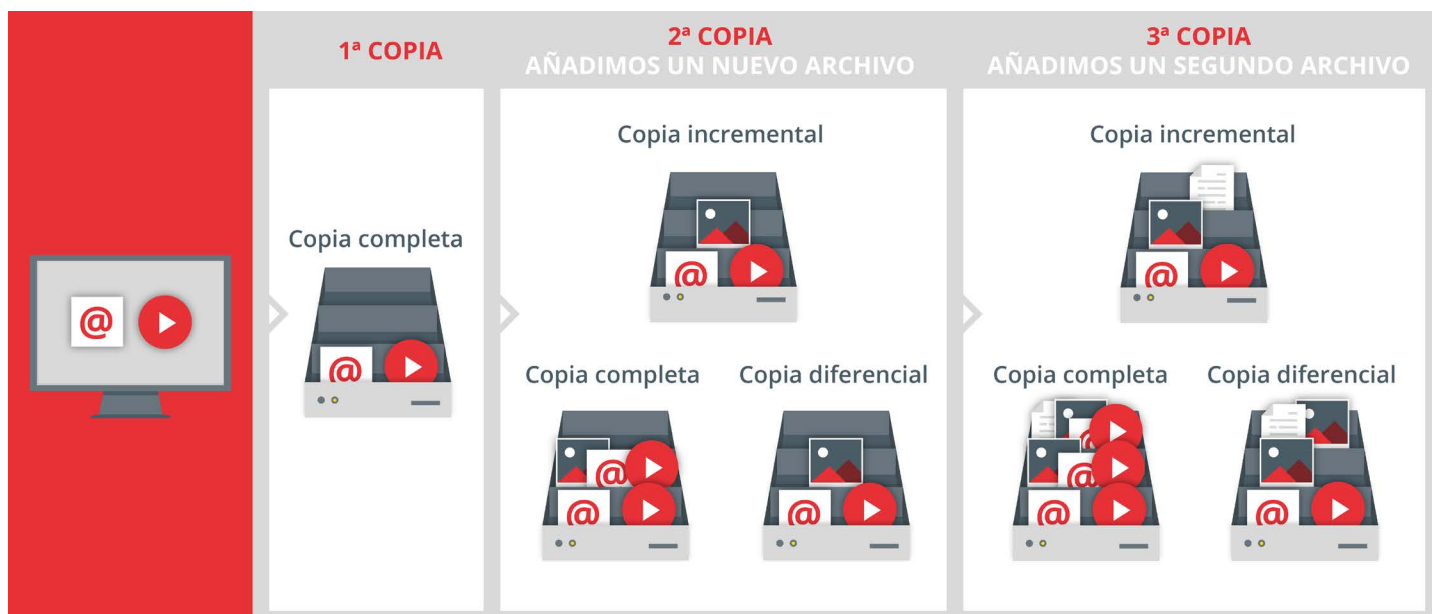 1ª COPIA
2ª COPIA
AÑADIMOS UN NUEVO ARCHIVO
3ª COPIA
AÑADIMOS UN SEGUNDO ARCHIVO
@
Copia completa
@
Copia incremental
@
Copia completa
@
@
Copia diferencial
@
Copia incremental
@
Copia completa
@
@
@
Copia diferencial
@